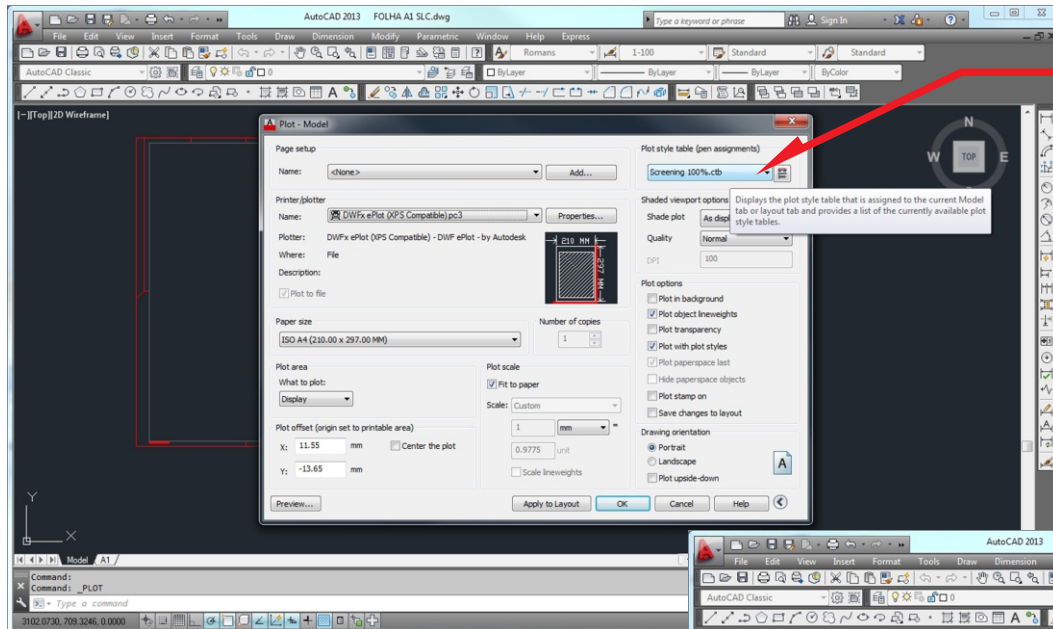 AutoCAD 2013 FOLHA A1 SLC.dwg
Type a keyword or phrase
Sign In
File Edit View Insert Format Tools Draw Dimension Modify Parametric Window Help Express
Romans 1-100 Standard Standard
AutoCAD Classic 0 ByLayer ByLayer ByLayer ByColor
[−][Top][2D Wireframe]
N
W TOP E
Plot - Model
Page setup
Name: <None> Add...
Plot style table (pen assignments)
Screening 100%.ctb
Displays the plot style table that is assigned to the current Model
tab or layout tab and provides a list of the currently available plot
style tables.
Printer/plotter
Name: DWFx ePlot (XPS Compatible).pc3 Properties...
Plotter: DWFx ePlot (XPS Compatible) - DWF ePlot - by Autodesk
Where: File
Description:
Plot to file
210 MM
297 MM
Shaded viewport options
Shade plot As disp
Quality Normal
DPI 100
Paper size
ISO A4 (210.00 x 297.00 MM)
Number of copies
1
Plot options
Plot in background
Plot object lineweights
Plot transparency
Plot with plot styles
Plot paperspace last
Hide paperspace objects
Plot stamp on
Save changes to layout
Plot area
What to plot:
Display
Plot scale
Fit to paper
Scale: Custom
1 mm =
0.9775 unit
Scale lineweights
Plot offset (origin set to printable area)
X: 11.55 mm Center the plot
Y: -13.65 mm
Drawing orientation
Portrait
Landscape
Plot upside-down
A
Preview... Apply to Layout OK Cancel Help
Y
X
Model A1
Command:
Command: _PLOT
Type a command
3102.0730, 709.3246, 0.0000
AutoCAD 2013
File Edit View Insert Format Tools Draw Dimension
AutoCAD Classic 0